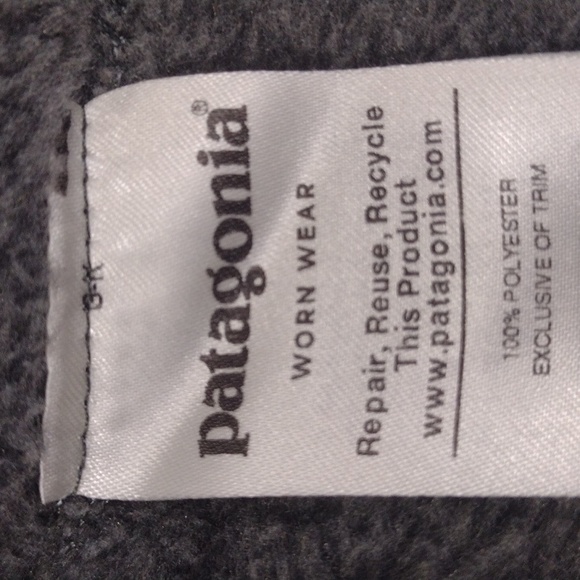 G-K
patagonia®
WORN WEAR
Repair, Reuse, Recycle
This Product
www.patagonia.com
100% POLYESTER
EXCLUSIVE OF TRIM